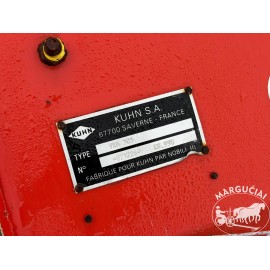 KUHN S.A.
67700 SAVERNE - FRANCE
KUHN
TYPE
N°
FABRIQUE POUR KUHN PAR NOBILI (I)
MARGUČIAI